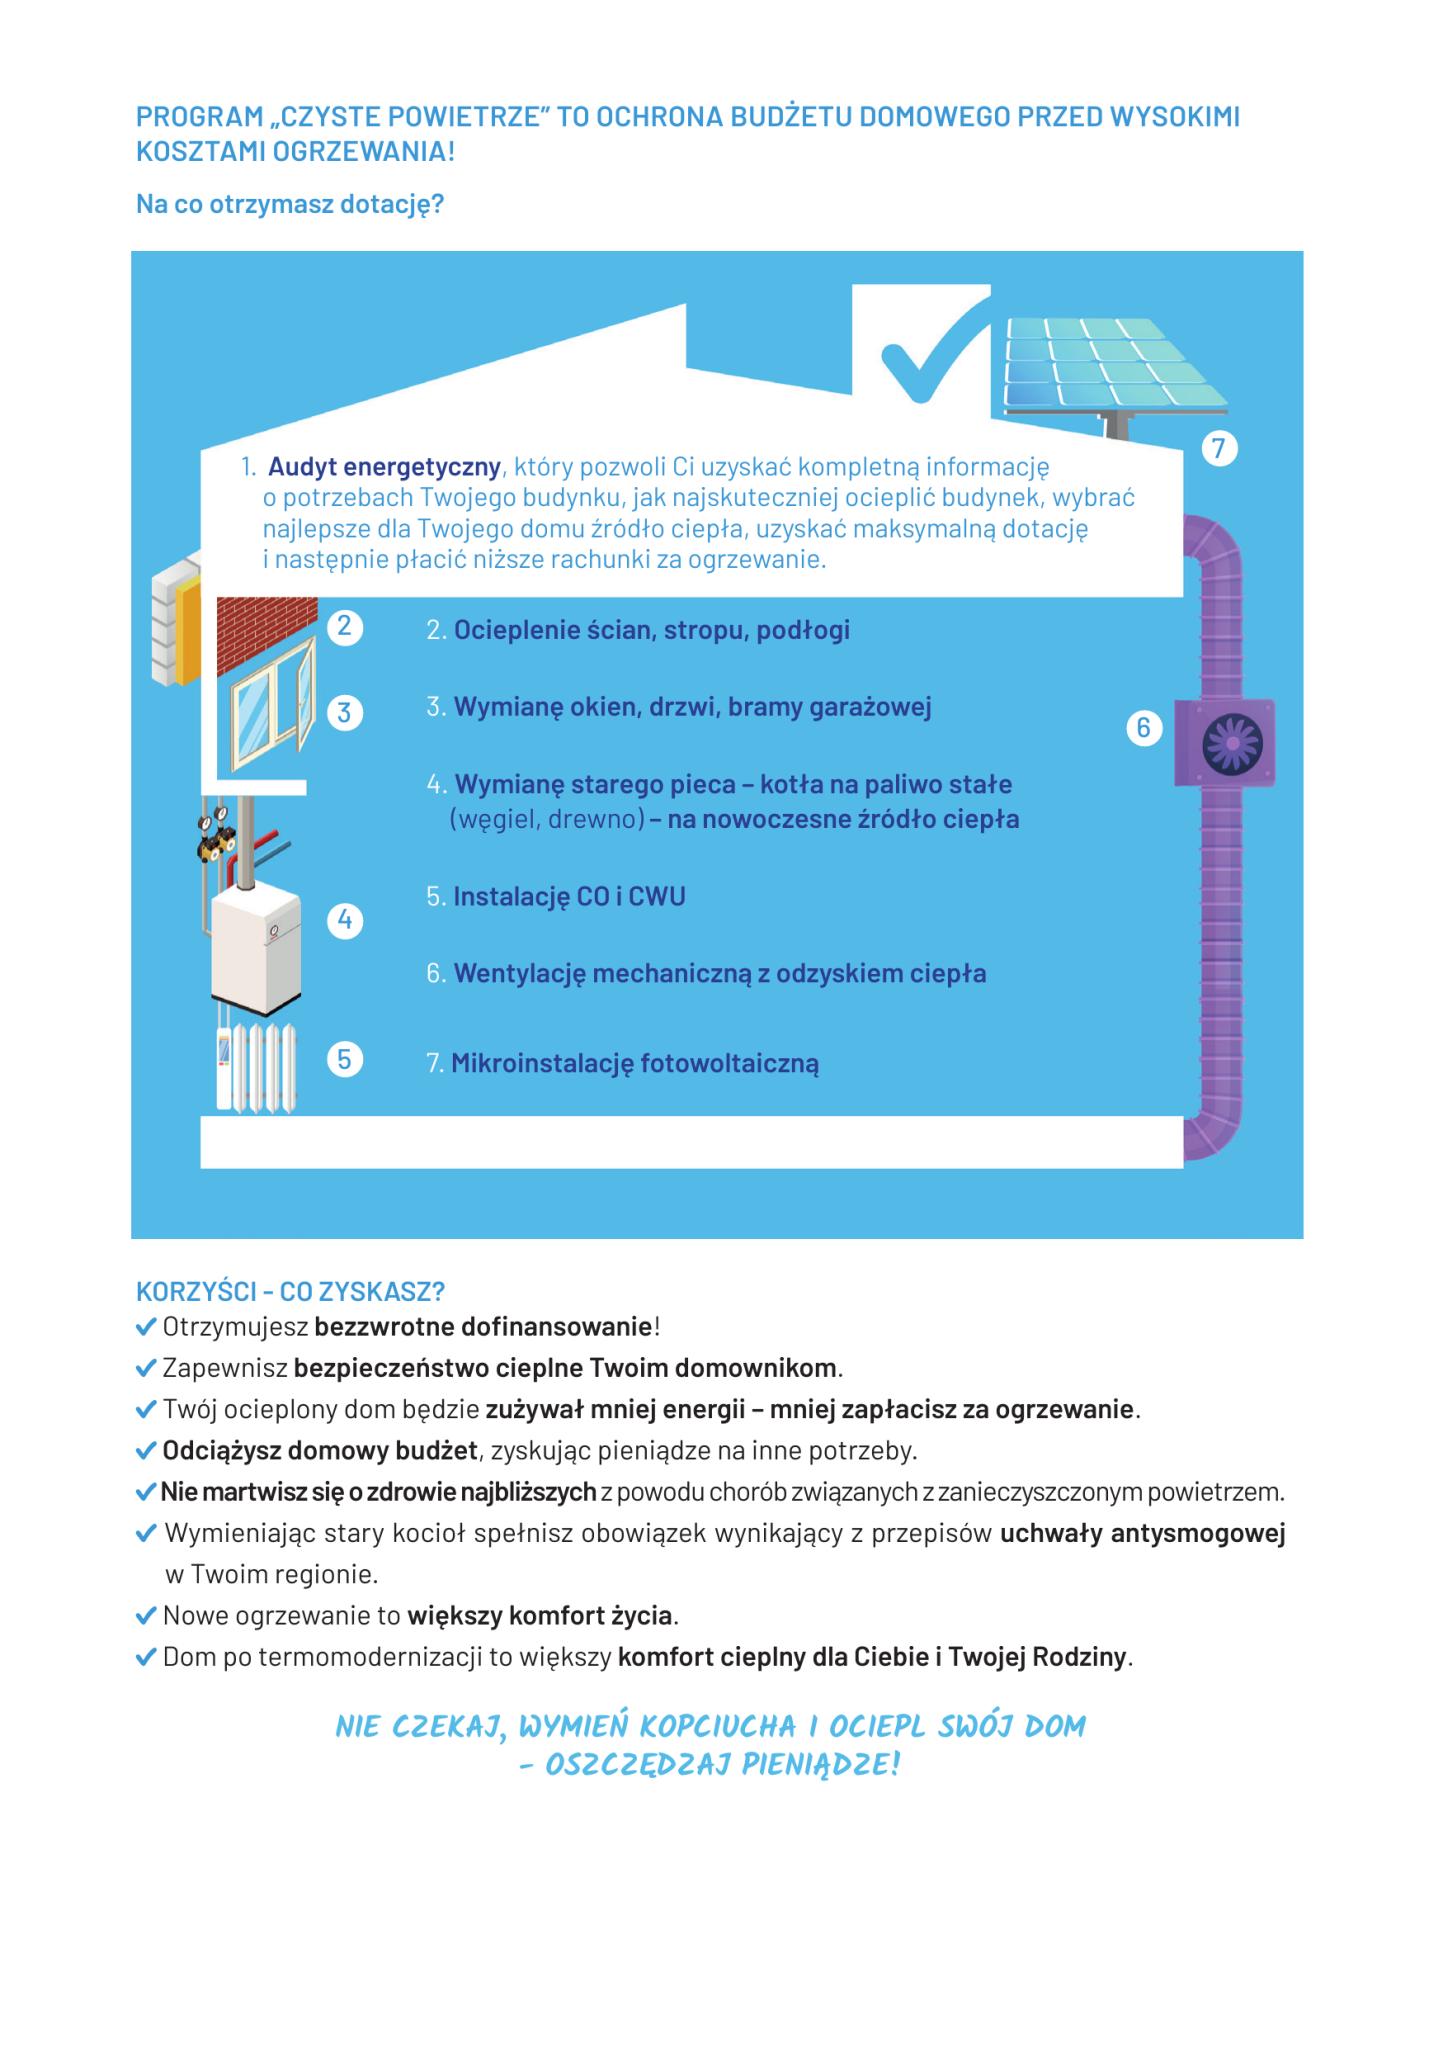 PROGRAM „CZYSTE POWIETRZE” TO OCHRONA BUDŻETU DOMOWEGO PRZED WYSOKIMI
KOSZTAMI OGRZEWANIA!
Na co otrzymasz dotację?
7
1. Audyt energetyczny, który pozwoli Ci uzyskać kompletną informację
o potrzebach Twojego budynku, jak najskuteczniej ocieplić budynek, wybrać
najlepsze dla Twojego domu źródło ciepła, uzyskać maksymalną dotację
i następnie płacić niższe rachunki za ogrzewanie.
2
2. Ocieplenie ścian, stropu, podłogi
3
3. Wymianę okien, drzwi, bramy garażowej
6
4. Wymianę starego pieca – kotła na paliwo stałe
(węgiel, drewno) – na nowoczesne źródło ciepła
5. Instalację CO i CWU
4
6. Wentylację mechaniczną z odzyskiem ciepła
5
7. Mikroinstalację fotowoltaiczną
KORZYŚCI - CO ZYSKASZ?
Otrzymujesz bezzwrotne dofinansowanie!
Zapewnisz bezpieczeństwo cieplne Twoim domownikom.
Twój ocieplony dom będzie zużywał mniej energii – mniej zapłacisz za ogrzewanie.
Odciążysz domowy budżet, zyskując pieniądze na inne potrzeby.
Nie martwisz się o zdrowie najbliższych z powodu chorób związanych z zanieczyszczonym powietrzem.
Wymieniając stary kocioł spełnisz obowiązek wynikający z przepisów uchwały antysmogowej
w Twoim regionie.
Nowe ogrzewanie to większy komfort życia.
Dom po termomodernizacji to większy komfort cieplny dla Ciebie i Twojej Rodziny.
NIE CZEKAJ, WYMIEŃ KOPCIUCHA I OCIEPL SWÓJ DOM
– OSZCZĘDZAJ PIENIĄDZE!